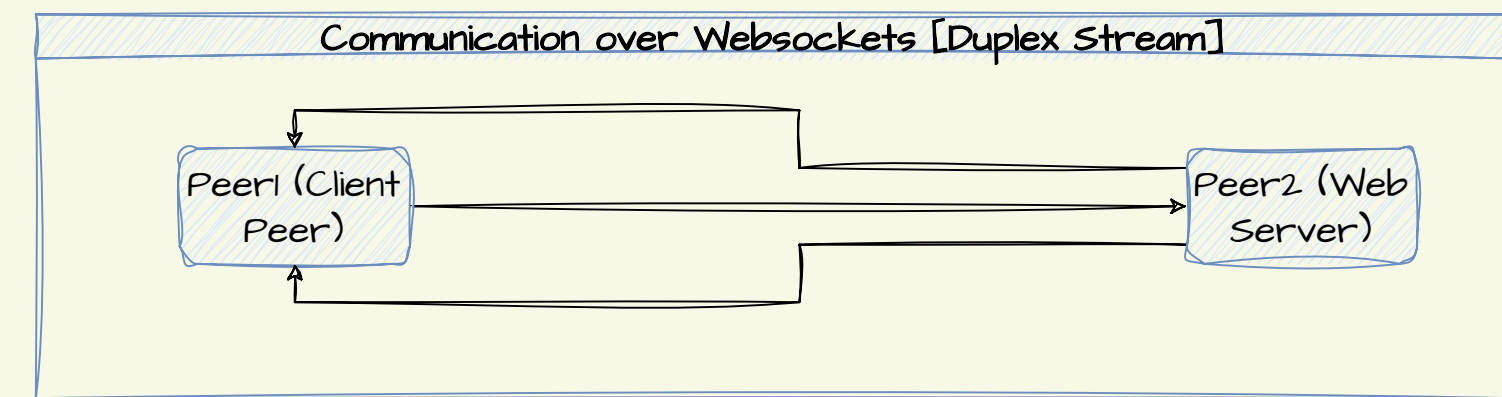 Communication over Websockets [Duplex Stream]
Peer1 (Client
Peer)
Peer2 (Web
Server)